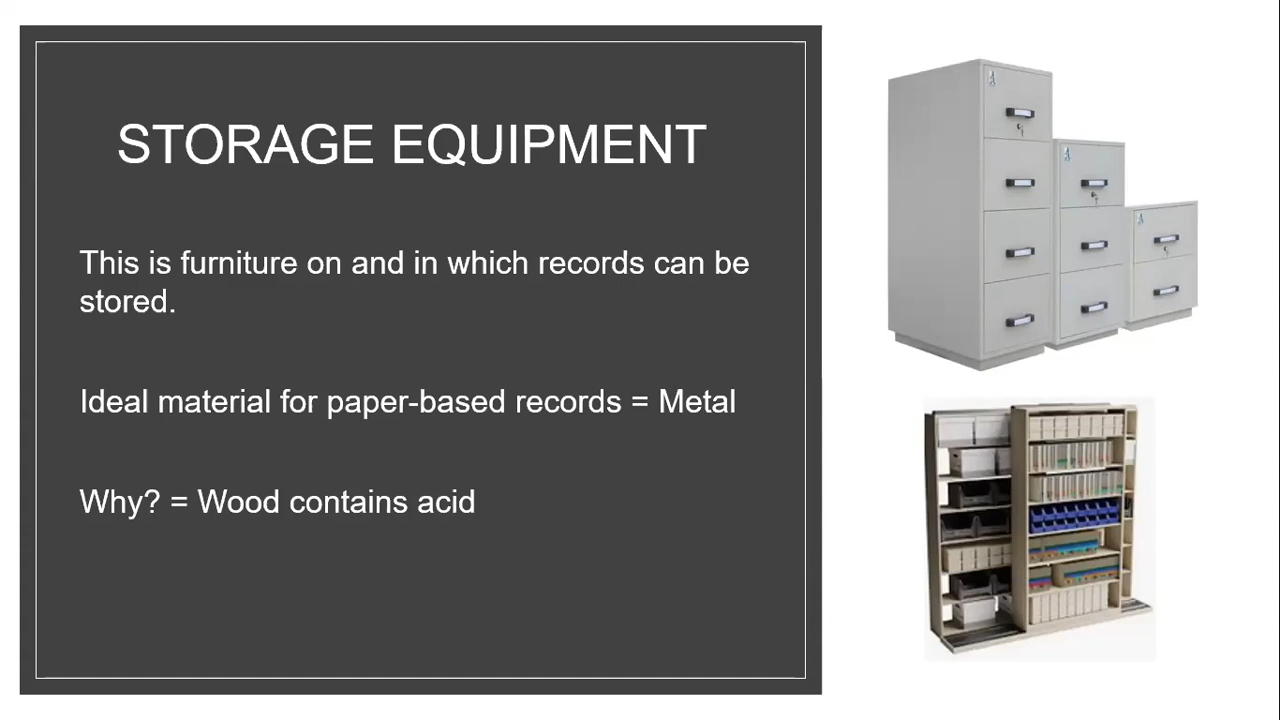 STORAGE EQUIPMENT
This is furniture on and in which records can be
stored.
Ideal material for paper-based records = Metal
Why? = Wood contains acid